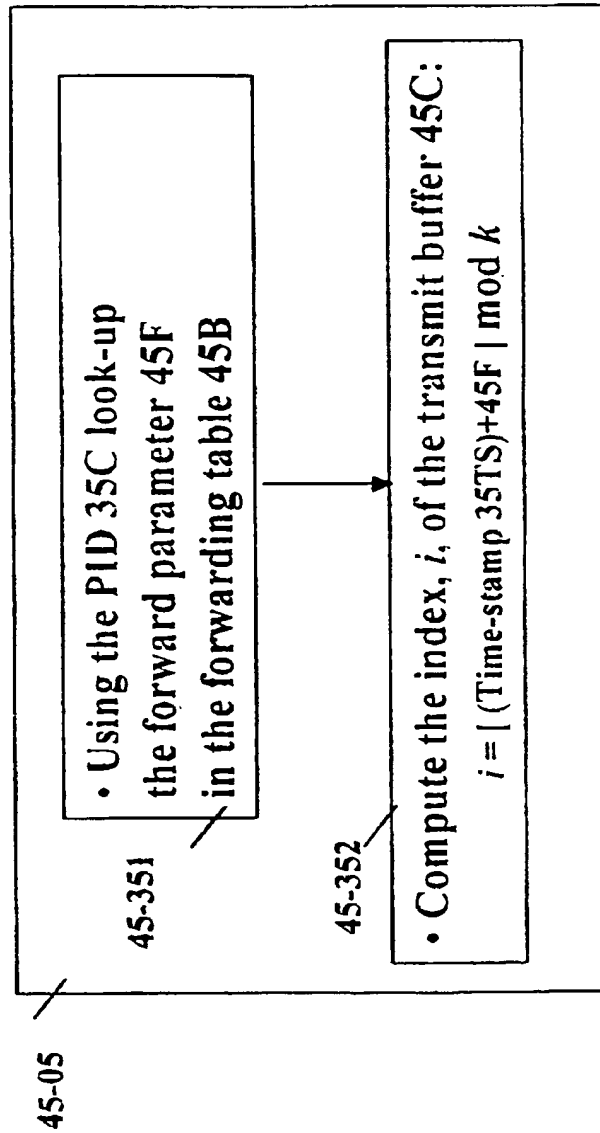 45-05
45-351
• Using the PID 35C look-up
the forward parameter 45F
in the forwarding table 45B
45-352
• Compute the index, i, of the transmit buffer 45C:
i = [ (Time-stamp 35TS)+45F ] mod k